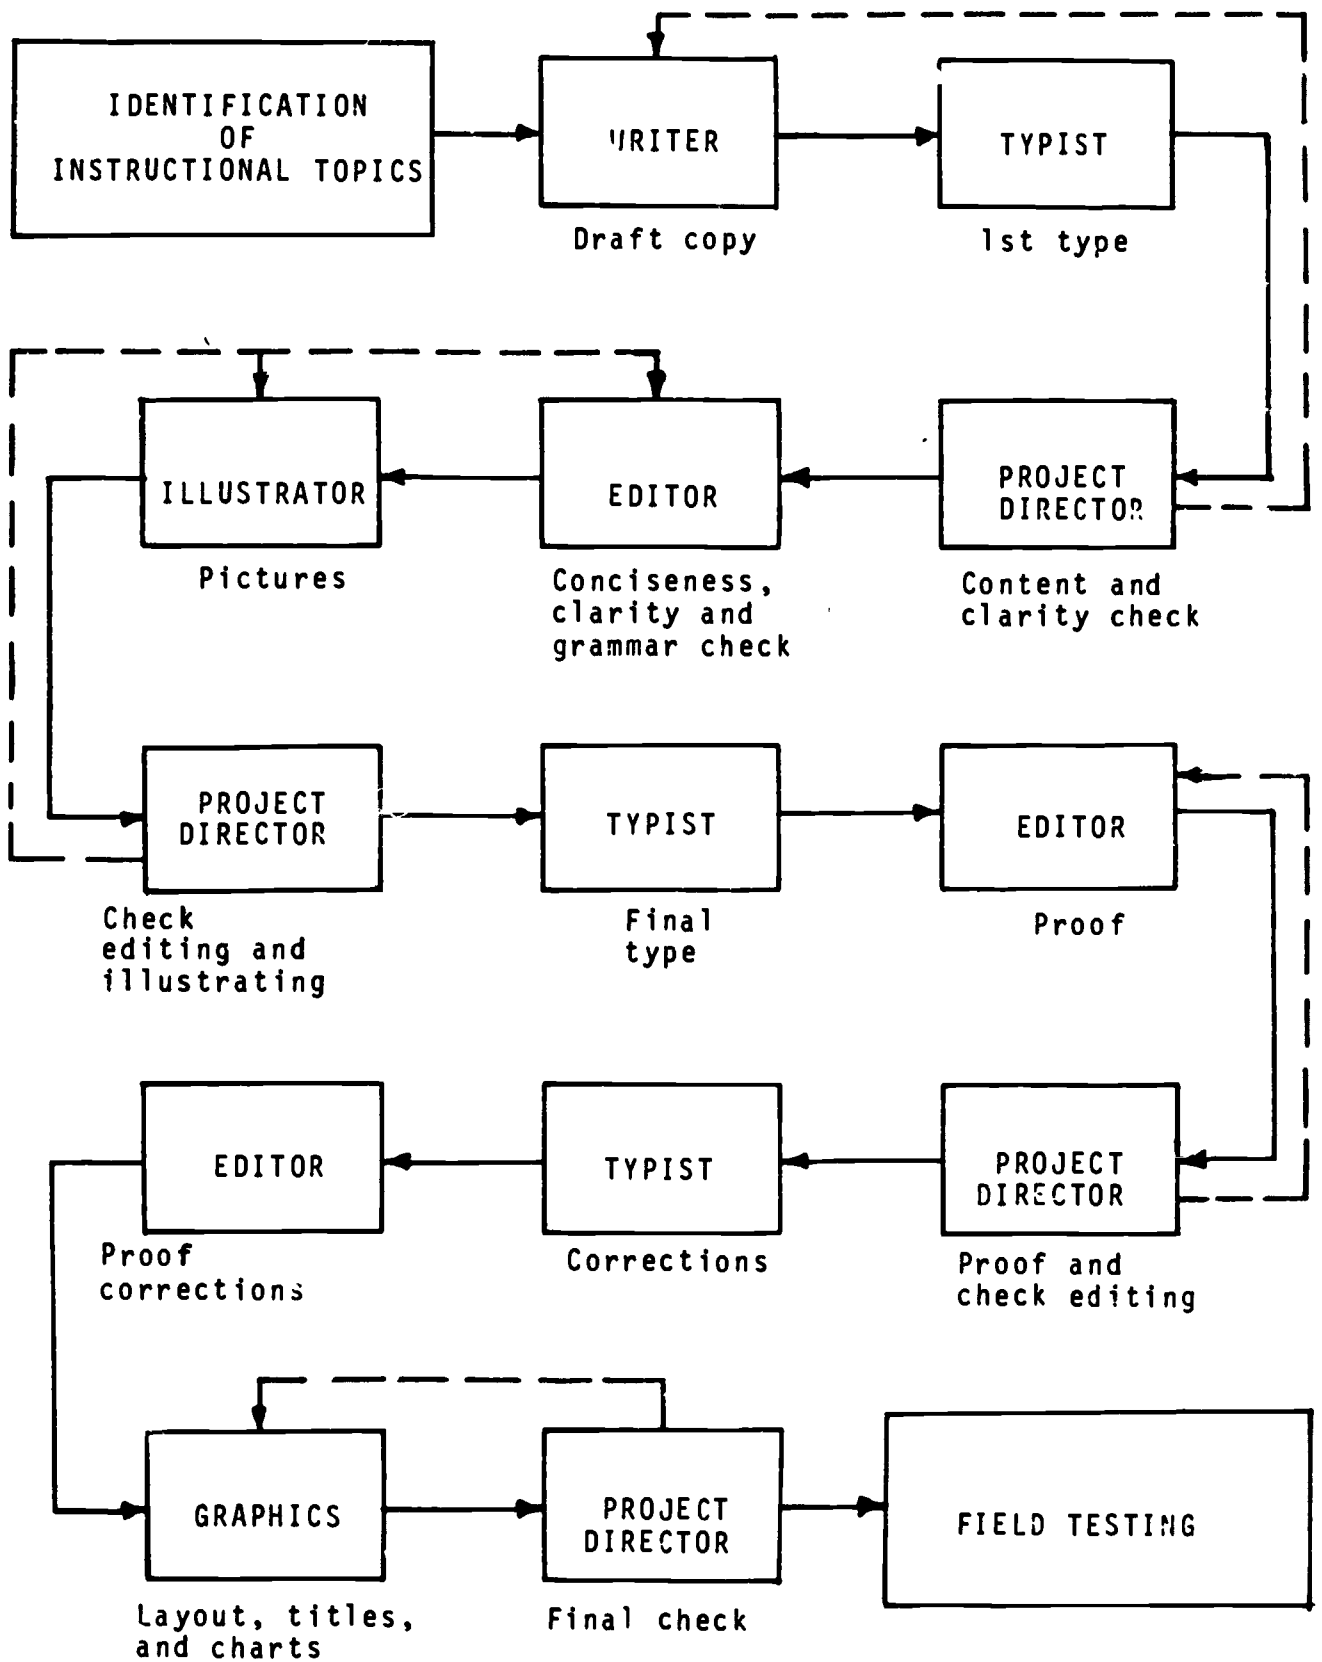 IDENTIFICATION
OF
INSTRUCTIONAL TOPICS
WRITER
Draft copy
TYPIST
1st type
ILLUSTRATOR
Pictures
EDITOR
Conciseness,
clarity and
grammar check
PROJECT
DIRECTOR
Content and
clarity check
PROJECT
DIRECTOR
Check
editing and
illustrating
TYPIST
Final
type
EDITOR
Proof
EDITOR
Proof
corrections
TYPIST
Corrections
PROJECT
DIRECTOR
Proof and
check editing
GRAPHICS
Layout, titles,
and charts
PROJECT
DIRECTOR
Final check
FIELD TESTING